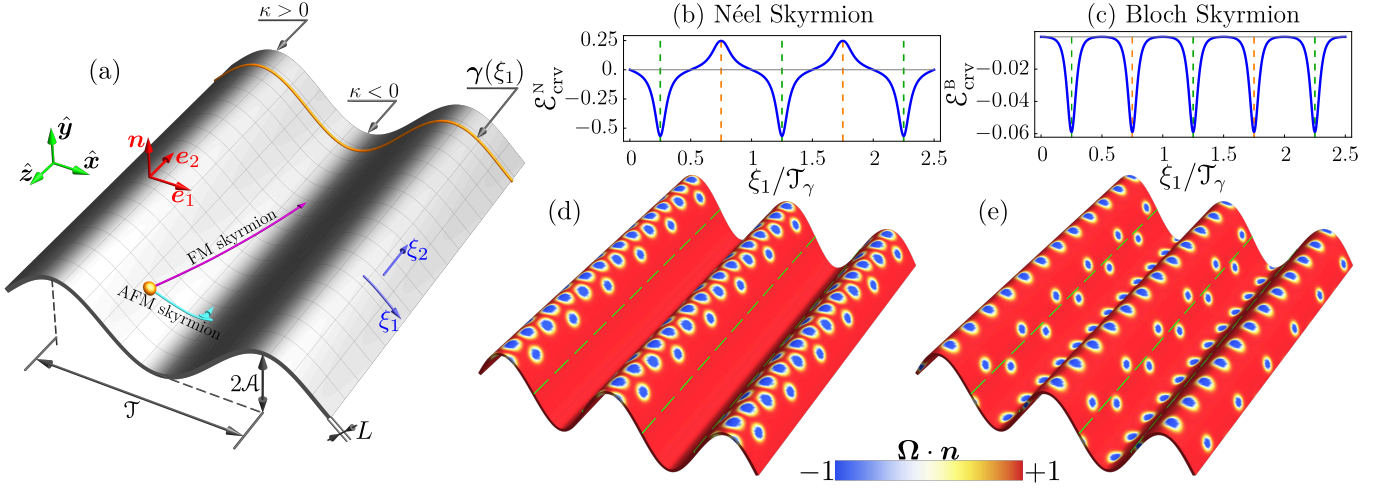 (a)
κ > 0
κ < 0
γ(ξ₁)
ŷ
x̂
ẑ
n
e₂
e₁
FM skyrmion
AFM skyrmion
ξ₂
ξ₁
𝒯
2𝒜
L
(b) Néel Skyrmion
ℰᴺcrv
0.25
0.
−0.25
−0.5
0 0.5 1 1.5 2 2.5
ξ₁/𝒯γ
(c) Bloch Skyrmion
ℰᴮcrv
−0.02
−0.04
−0.06
0 0.5 1 1.5 2 2.5
ξ₁/𝒯γ
(d)
(e)
Ω · n
−1 +1